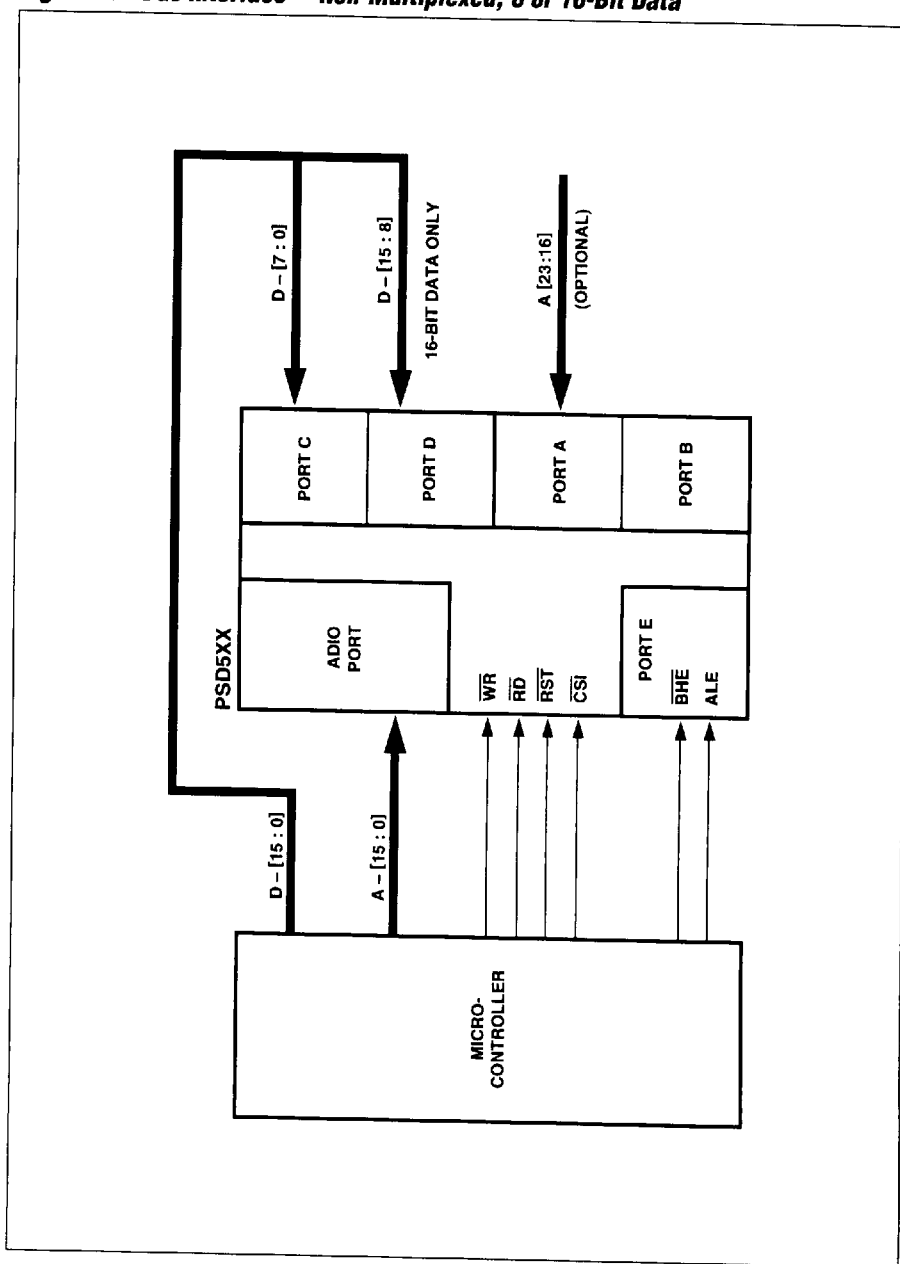 Bus Interface – Non-Multiplexed, 8 or 16-Bit Data
D – [7 : 0]
D – [15 : 8]
16-BIT DATA ONLY
A [23:16]
(OPTIONAL)
PORT C
PORT D
PORT A
PORT B
PSD5XX
ADIO
PORT
WR
RD
RST
CSI
PORT E
BHE
ALE
D – [15 : 0]
A – [15 : 0]
MICRO-
CONTROLLER